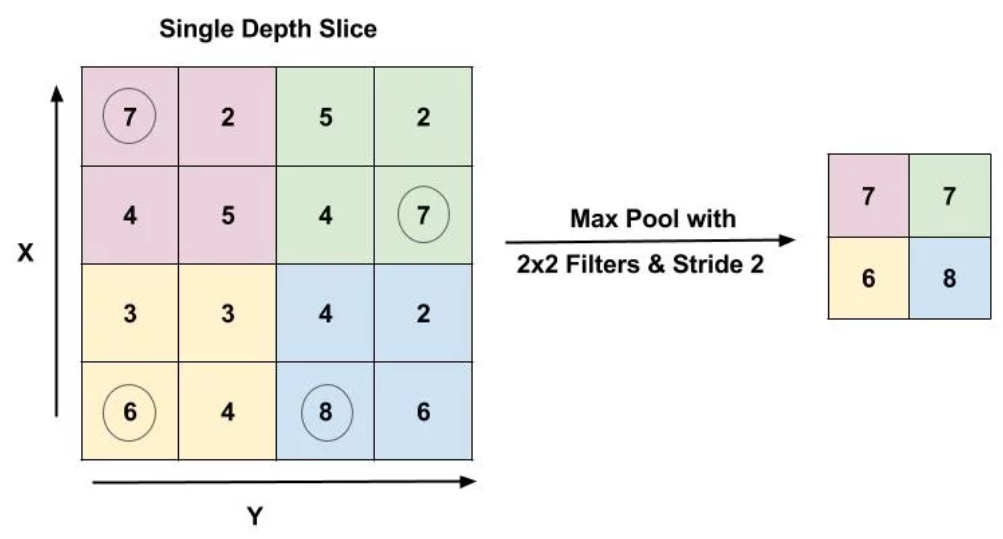 Single Depth Slice
7 2 5 2
4 5 4 7
3 3 4 2
6 4 8 6
X
Y
Max Pool with
2x2 Filters & Stride 2
7 7
6 8